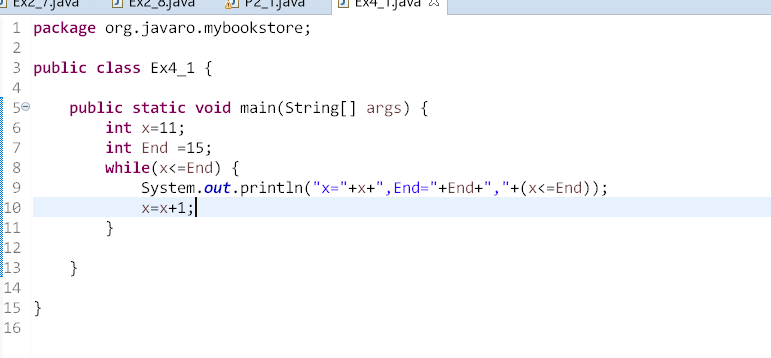 Ex2_7.java Ex2_8.java P2_1.java Ex4_1.java
1 package org.javaro.mybookstore;
2
3 public class Ex4_1 {
4
5 public static void main(String[] args) {
6 int x=11;
7 int End =15;
8 while(x<=End) {
9 System.out.println("x="+x+",End="+End+","+(x<=End));
10 x=x+1;
11 }
12
13 }
14
15 }
16